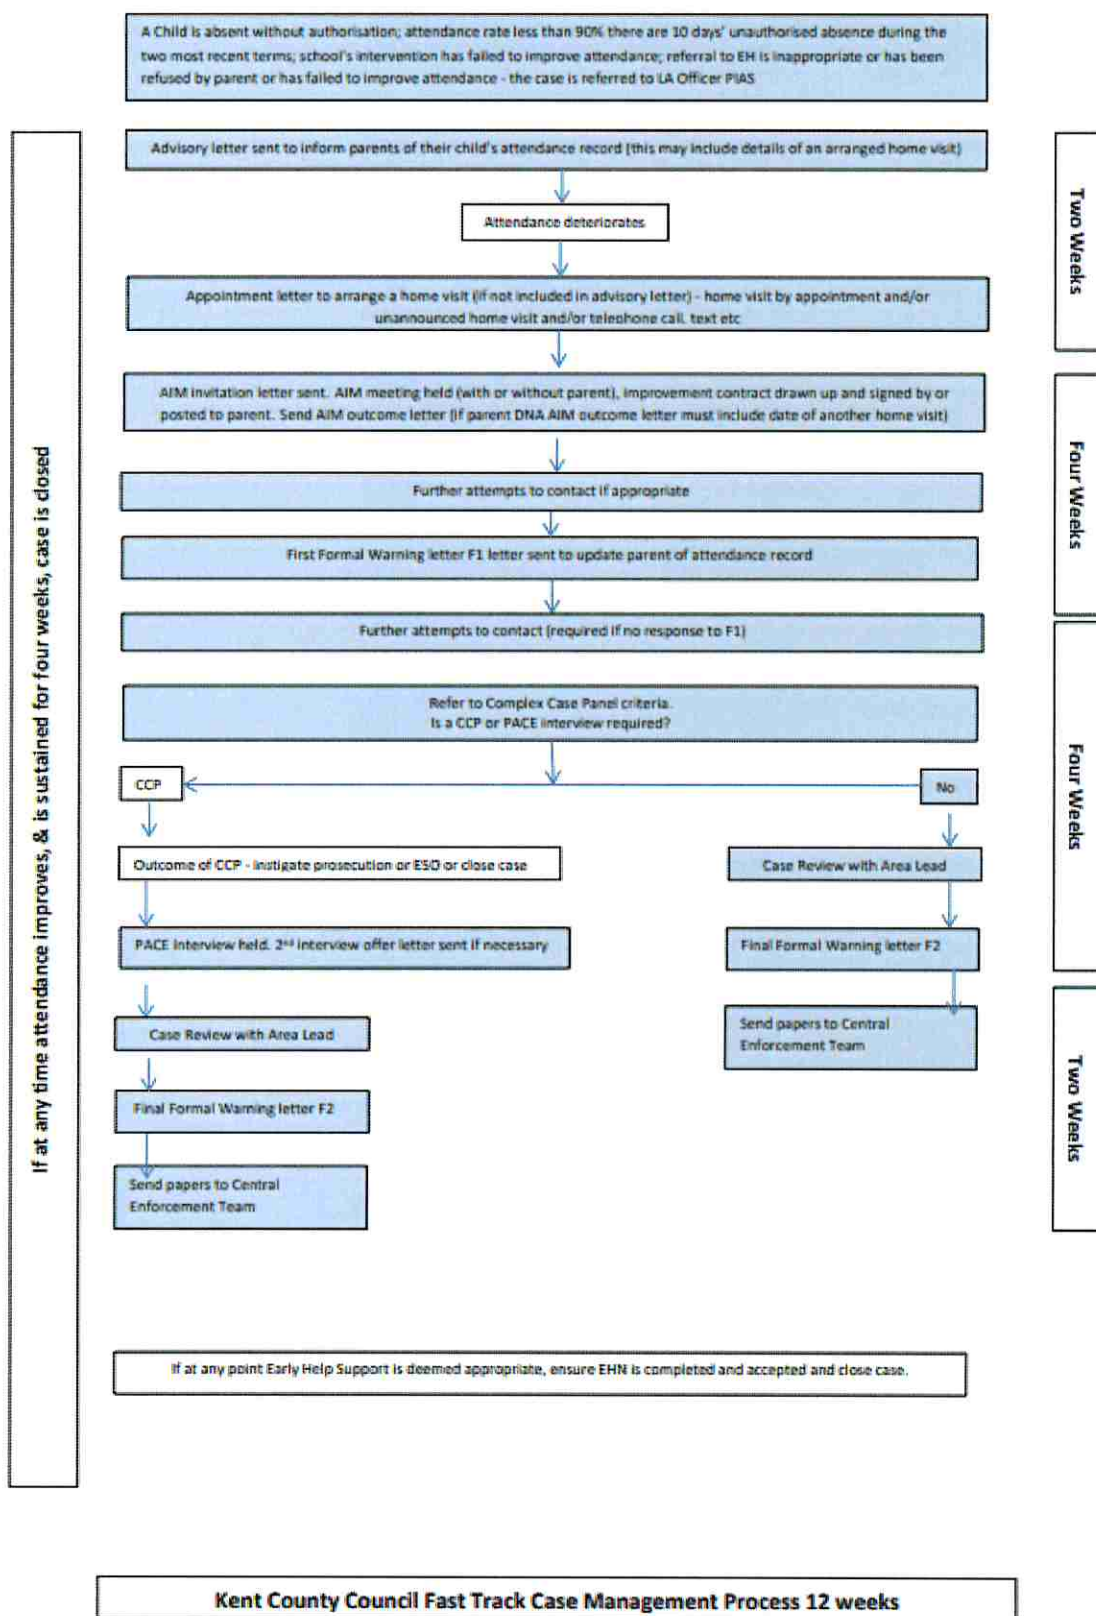 A Child is absent without authorisation; attendance rate less than 90% there are 10 days' unauthorised absence during the
two most recent terms; school's intervention has failed to improve attendance; referral to EH is inappropriate or has been
refused by parent or has failed to improve attendance - the case is referred to LA Officer PIAS
Advisory letter sent to inform parents of their child's attendance record (this may include details of an arranged home visit)
Attendance deteriorates
Appointment letter to arrange a home visit (if not included in advisory letter) - home visit by appointment and/or
unannounced home visit and/or telephone call, text etc
AIM invitation letter sent. AIM meeting held (with or without parent), improvement contract drawn up and signed by or
posted to parent. Send AIM outcome letter (if parent DNA AIM outcome letter must include date of another home visit)
Further attempts to contact if appropriate
First Formal Warning letter F1 letter sent to update parent of attendance record
Further attempts to contact (required if no response to F1)
Refer to Complex Case Panel criteria.
Is a CCP or PACE interview required?
CCP
No
Outcome of CCP - Instigate prosecution or ESO or close case
Case Review with Area Lead
PACE Interview held. 2nd interview offer letter sent if necessary
Final Formal Warning letter F2
Send papers to Central
Enforcement Team
Case Review with Area Lead
Final Formal Warning letter F2
Send papers to Central
Enforcement Team
If at any point Early Help Support is deemed appropriate, ensure EHN is completed and accepted and close case.
If at any time attendance improves, & is sustained for four weeks, case is closed
Two Weeks
Four Weeks
Four Weeks
Two Weeks
Kent County Council Fast Track Case Management Process 12 weeks